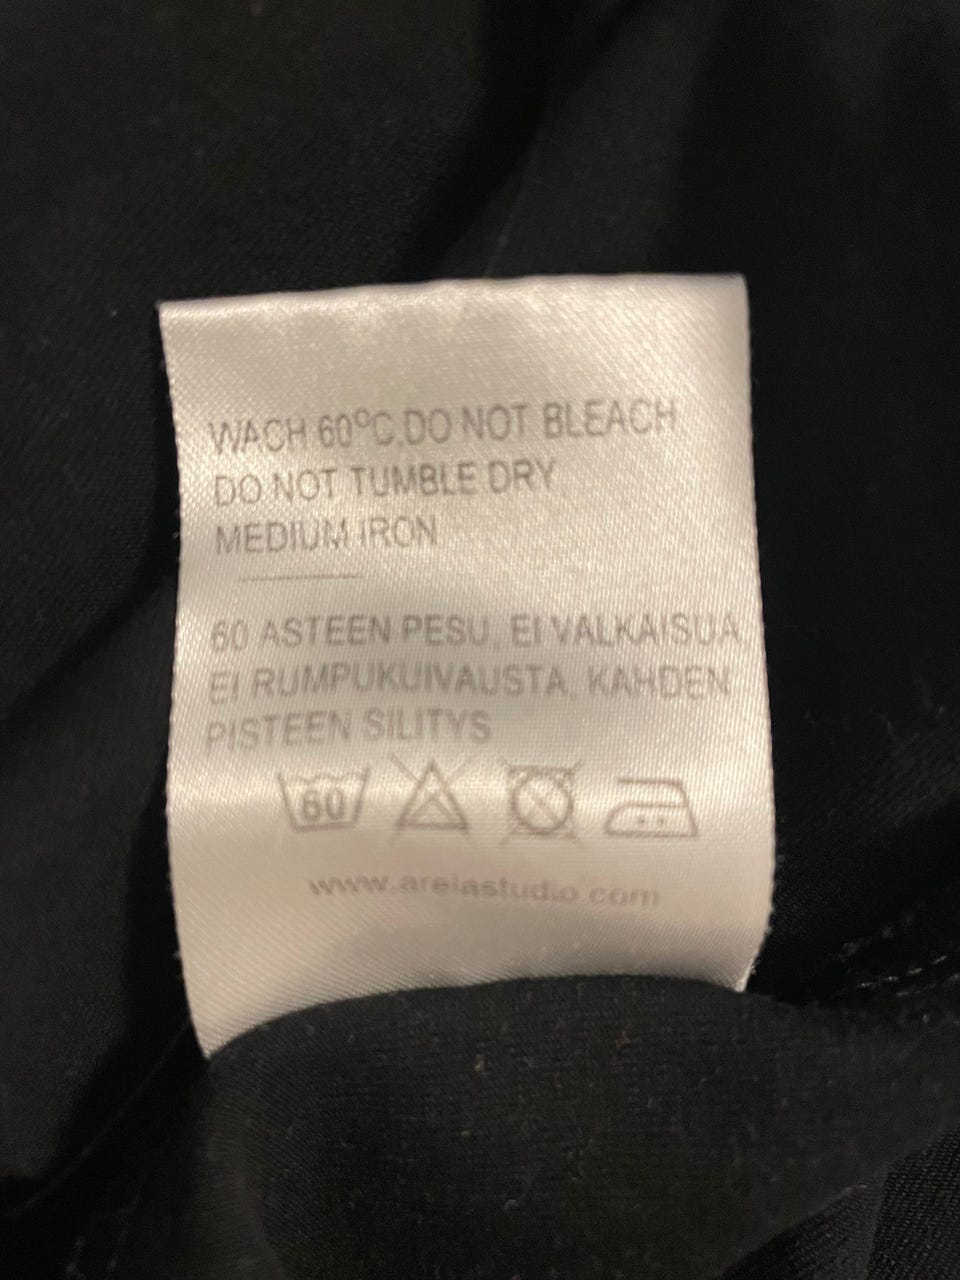 WACH 60°C.DO NOT BLEACH
DO NOT TUMBLE DRY
MEDIUM IRON
60 ASTEEN PESU, EI VALKAISUA
EI RUMPUKUIVAUSTA, KAHDEN
PISTEEN SILITYS
60
www.arelastudio.com